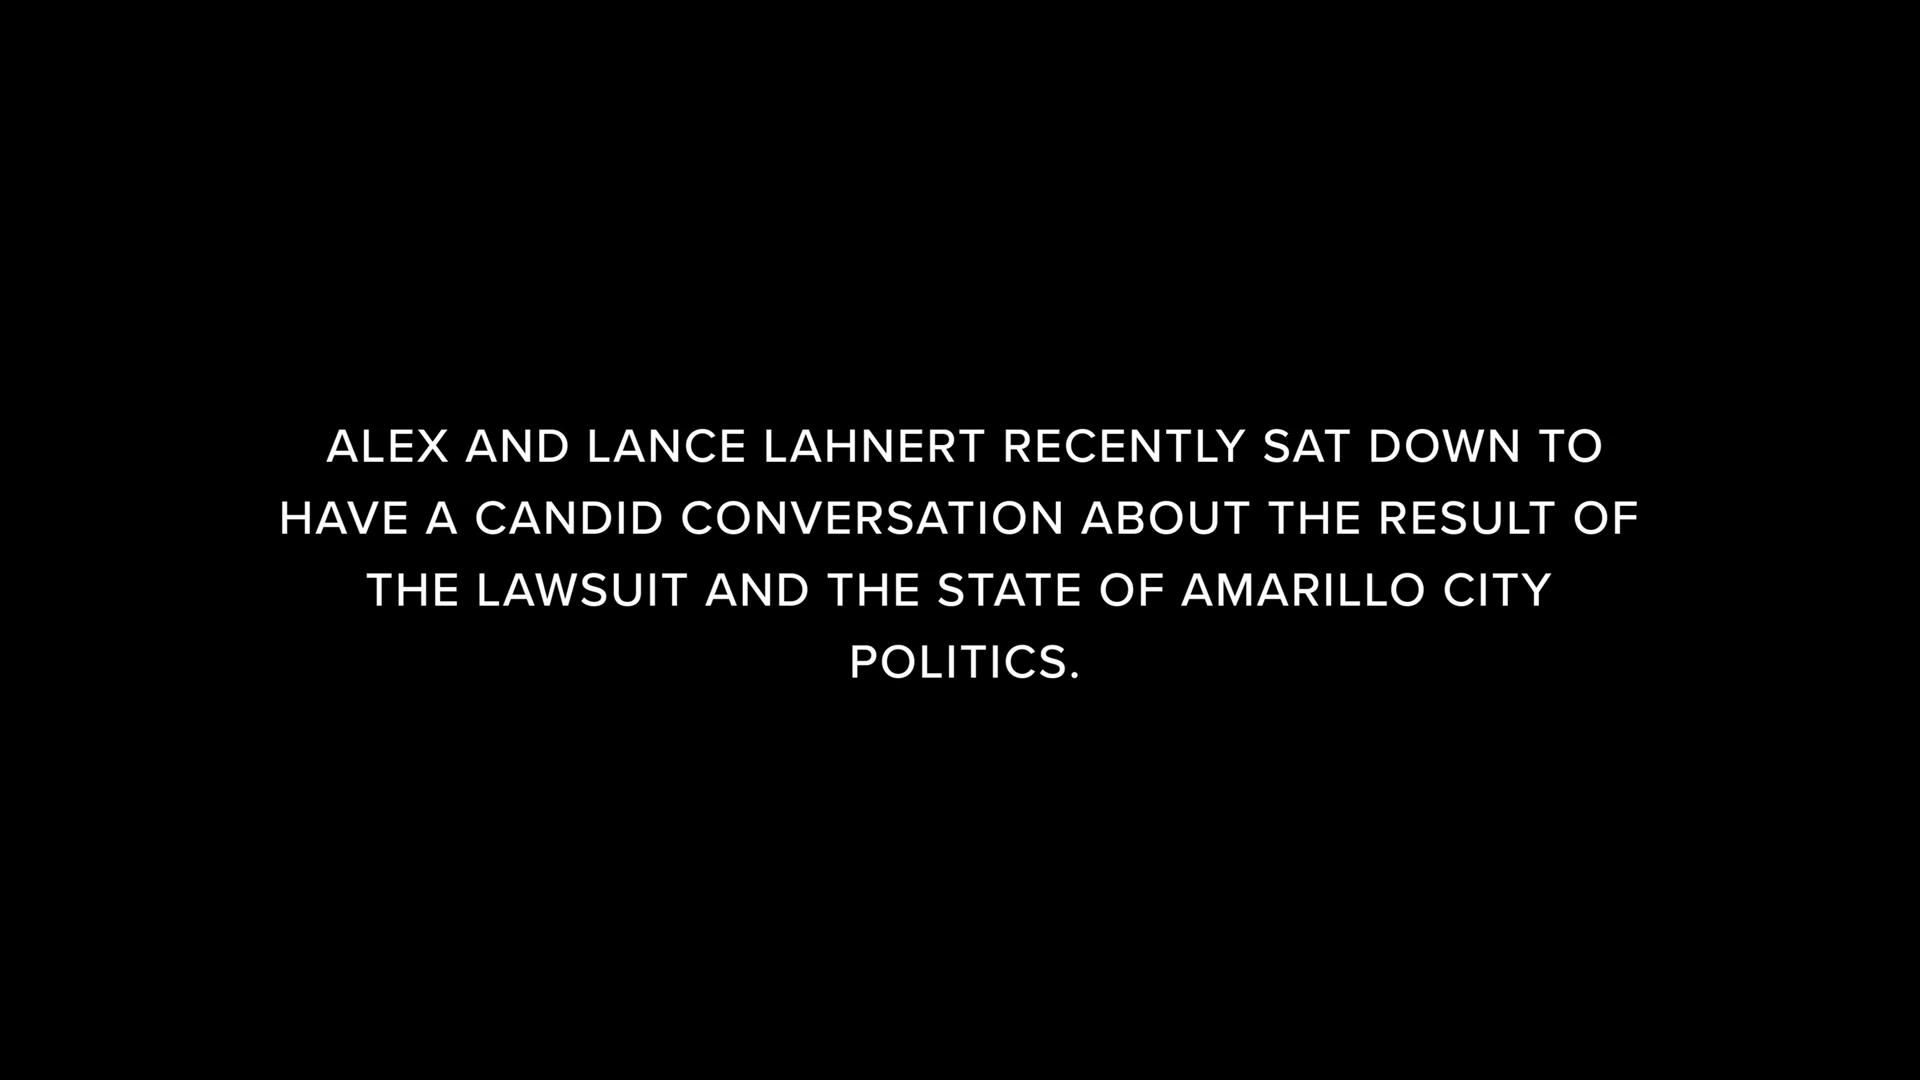 ALEX AND LANCE LAHNERT RECENTLY SAT DOWN TO
HAVE A CANDID CONVERSATION ABOUT THE RESULT OF
THE LAWSUIT AND THE STATE OF AMARILLO CITY
POLITICS.